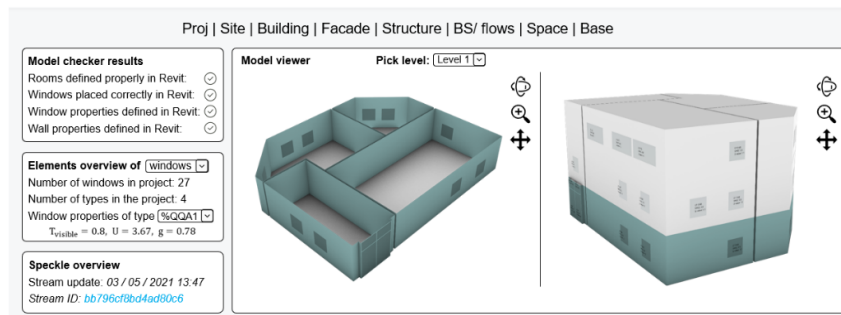 Proj | Site | Building | Facade | Structure | BS/ flows | Space | Base
Model checker results
Rooms defined properly in Revit:
Windows placed correctly in Revit:
Window properties defined in Revit:
Wall properties defined in Revit:
Elements overview of windows
Number of windows in project: 27
Number of types in the project: 4
Window properties of type %QQA1
Tvisible = 0.8, U = 3.67, g = 0.78
Speckle overview
Stream update: 03 / 05 / 2021 13:47
Stream ID: bb796cf8bd4ad80c6
Model viewer
Pick level: Level 1